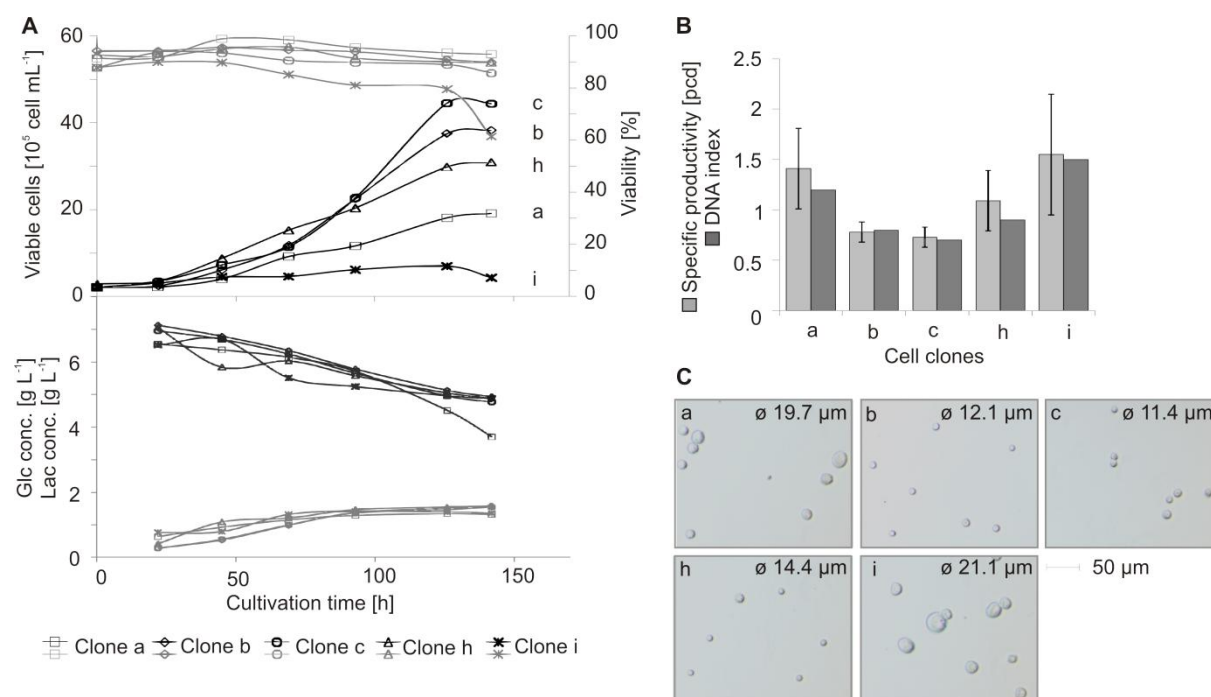 A
60
40
20
0
Viable cells [10⁵ cell mL⁻¹]
100
80
60
40
20
0
Viability [%]
c
b
h
a
i
6
4
2
0
Glc conc. [g L⁻¹]
Lac conc. [g L⁻¹]
0 50 100 150
Cultivation time [h]
Clone a Clone b Clone c Clone h Clone i
B
2.5
2
1.5
1
0.5
0
Specific productivity [pcd]
DNA index
a b c h i
Cell clones
C
a ø 19.7 µm
b ø 12.1 µm
c ø 11.4 µm
h ø 14.4 µm
i ø 21.1 µm
50 µm